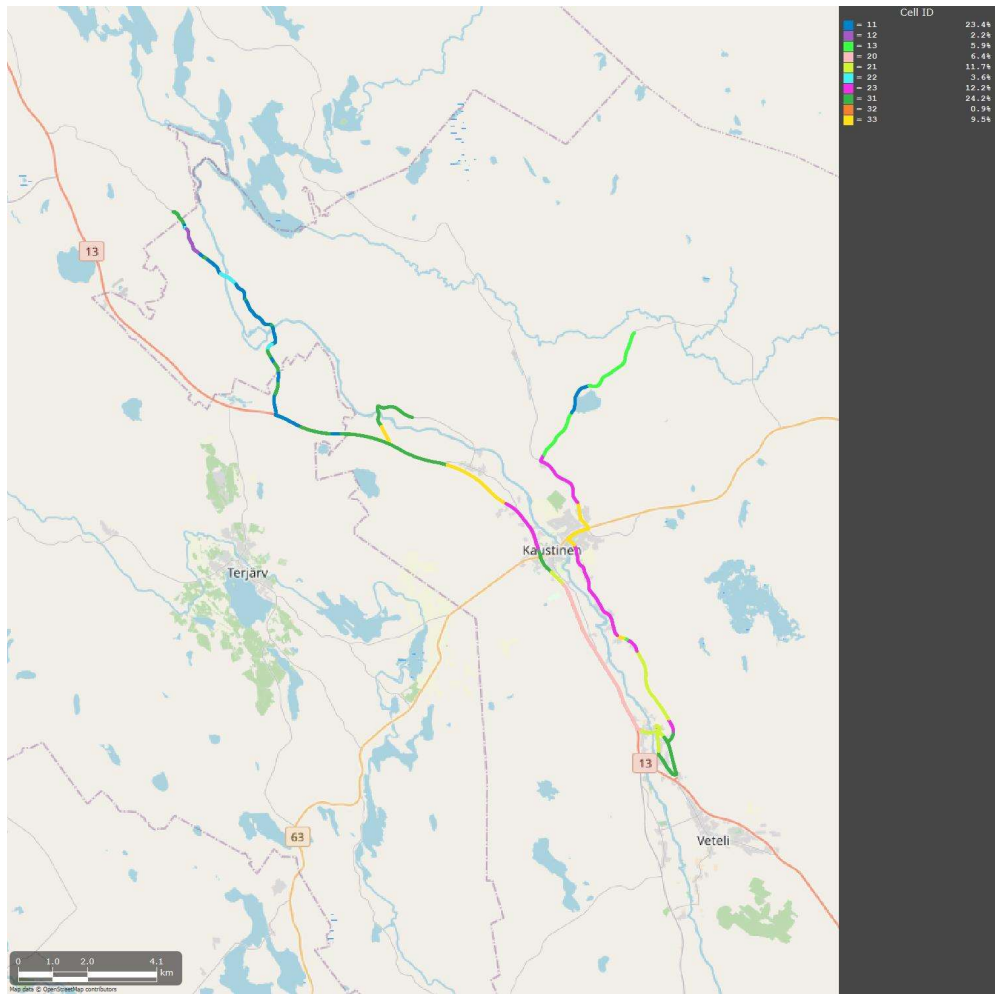 Cell ID
= 11 23.4%
= 12 2.2%
= 13 5.9%
= 20 6.4%
= 21 11.7%
= 22 3.6%
= 23 12.2%
= 31 24.2%
= 32 0.9%
= 33 9.5%
13
Kaustinen
Terjärv
13
63
Veteli
0 1.0 2.0 4.1
km
Map data © OpenStreetMap contributors